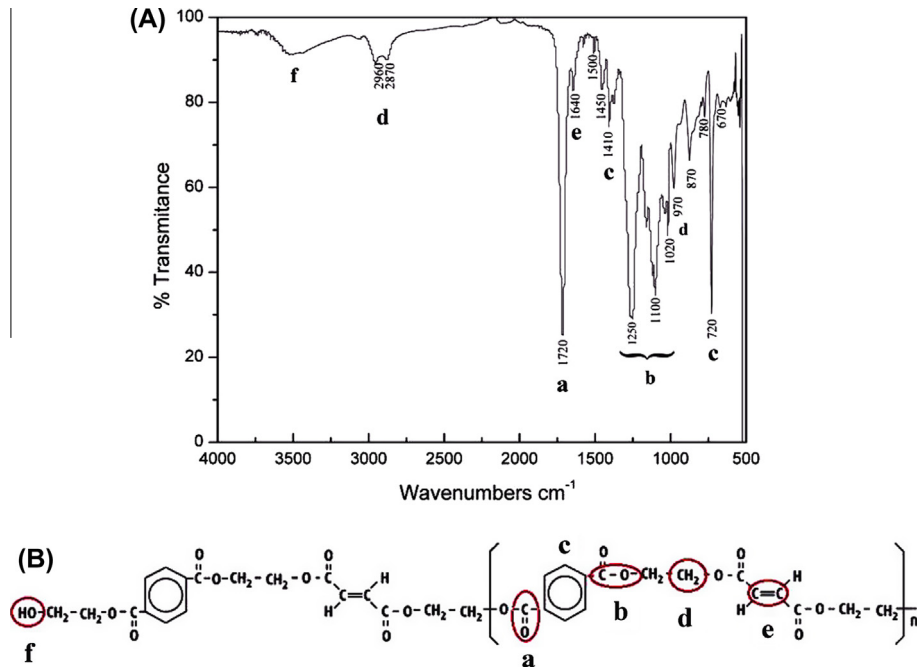 (A)
100
80
60
40
20
0
% Transmitance
f
2960
2870
d
1720
a
1640
e
1500
1450
1410
c
1250
1100
1020
b
970
d
870
780
720
c
670
4000 3500 3000 2500 2000 1500 1000 500
Wavenumbers cm⁻¹
(B)
O
C-O-CH₂-CH₂-O-C
O
H
H
C-O-CH₂-CH₂
O
HO-CH₂-CH₂-O-C
O
f
O-C
O
a
c
O
C-O-CH₂-CH₂-O-C
O
b
d
H
C=C
H
e
C-O-CH₂-CH₂
O
n